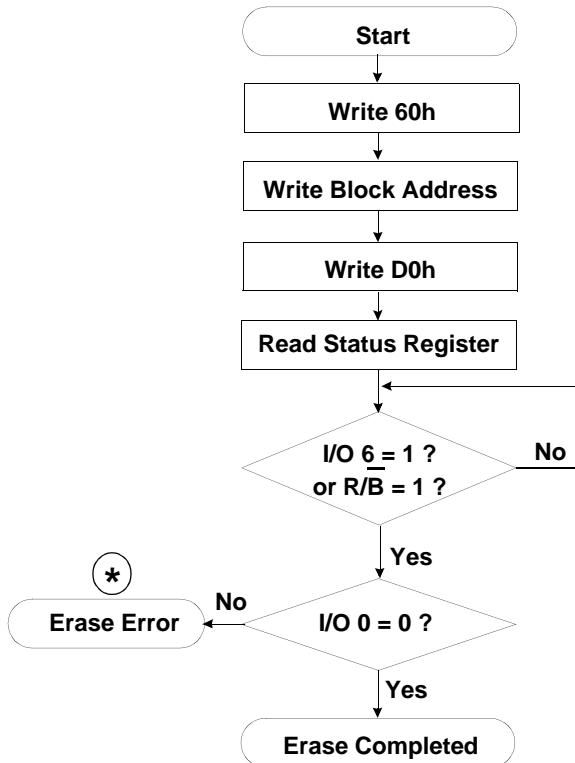 Start
Write 60h
Write Block Address
Write D0h
Read Status Register
I/O 6 = 1 ?
or R/B̅ = 1 ?
No
Yes
*
Erase Error
No
I/O 0 = 0 ?
Yes
Erase Completed